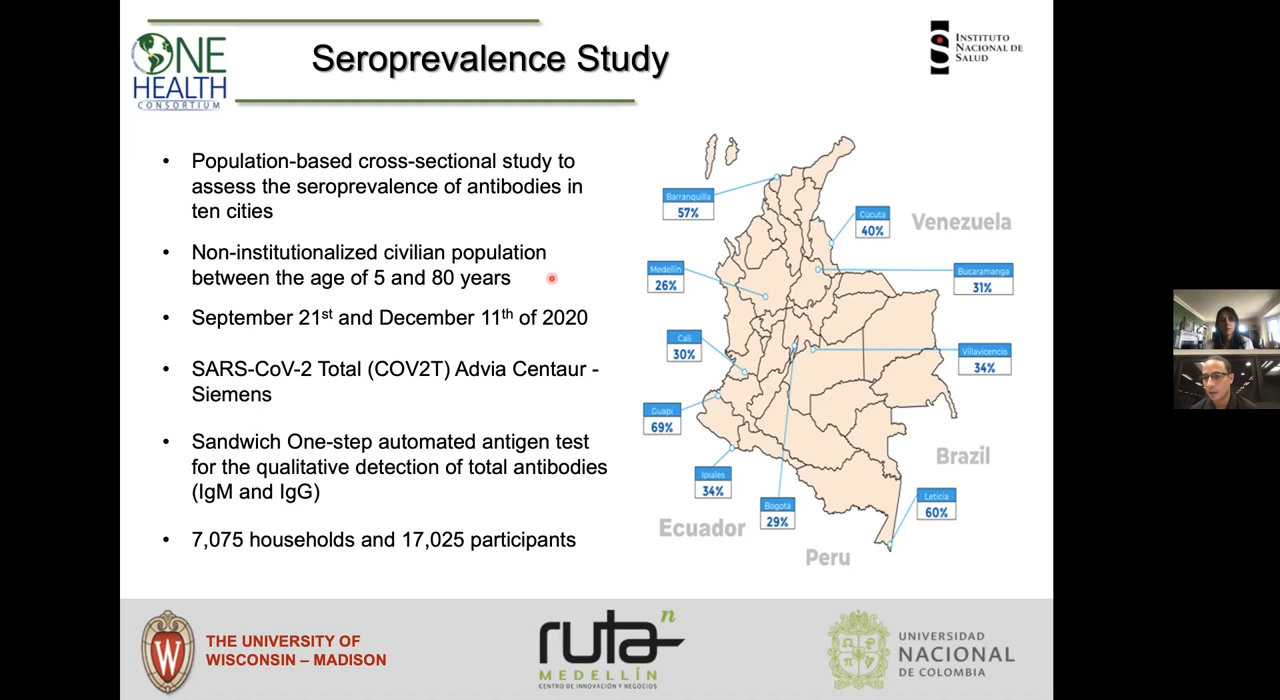 ONE
HEALTH
CONSORTIUM
Seroprevalence Study
INSTITUTO
NACIONAL DE
SALUD
• Population-based cross-sectional study to
assess the seroprevalence of antibodies in
ten cities
• Non-institutionalized civilian population
between the age of 5 and 80 years
• September 21st and December 11th of 2020
• SARS-CoV-2 Total (COV2T) Advia Centaur -
Siemens
• Sandwich One-step automated antigen test
for the qualitative detection of total antibodies
(IgM and IgG)
• 7,075 households and 17,025 participants
Barranquilla
57%
Cúcuta
40%
Venezuela
Medellín
26%
Bucaramanga
31%
Cali
30%
Villavicencio
34%
Guapi
69%
Brazil
Ipiales
34%
Bogotá
29%
Leticia
60%
Ecuador
Peru
W
THE UNIVERSITY OF
WISCONSIN – MADISON
ruta n
MEDELLÍN
CENTRO DE INNOVACIÓN Y NEGOCIOS
UNIVERSIDAD
NACIONAL
DE COLOMBIA